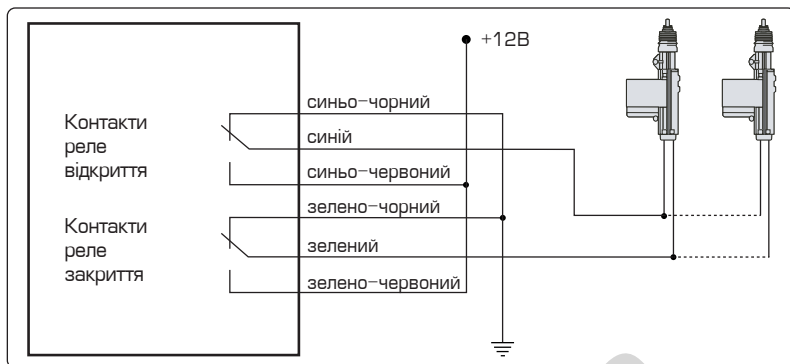 +12В
синьо-чорний
Контакти
реле
відкриття
синій
синьо-червоний
зелено-чорний
Контакти
реле
закриття
зелений
зелено-червоний